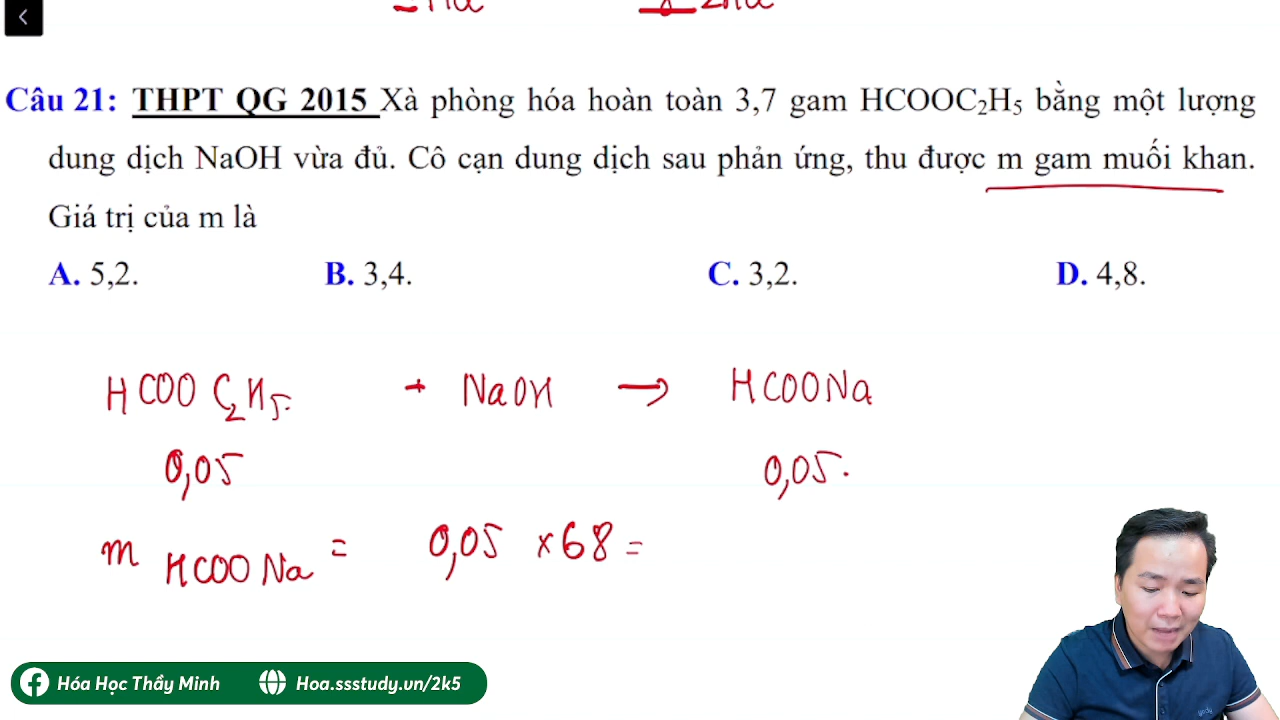 Câu 21: THPT QG 2015 Xà phòng hóa hoàn toàn 3,7 gam HCOOC₂H₅ bằng một lượng
dung dịch NaOH vừa đủ. Cô cạn dung dịch sau phản ứng, thu được m gam muối khan.
Giá trị của m là
A. 5,2. B. 3,4. C. 3,2. D. 4,8.
HCOO C₂H₅ + NaOH → HCOONa
0,05 0,05.
m HCOONa = 0,05 × 68 =
Hóa Học Thầy Minh Hoa.ssstudy.vn/2k5